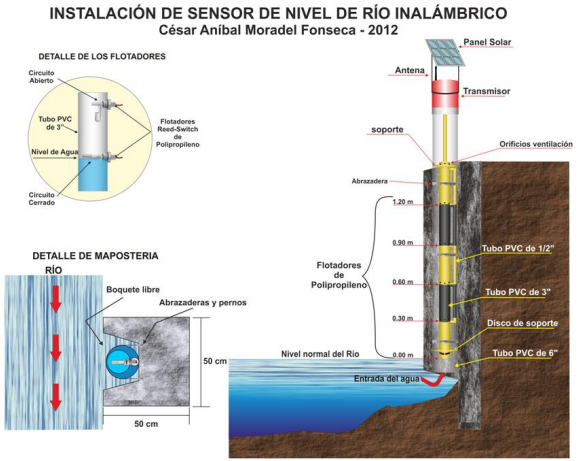 INSTALACIÓN DE SENSOR DE NIVEL DE RÍO INALÁMBRICO
César Aníbal Moradel Fonseca - 2012
DETALLE DE LOS FLOTADORES
Circuito
Abierto
Tubo PVC
de 3"
Nivel de Agua
Circuito
Cerrado
Flotadores
Reed-Switch
de
Polipropileno
DETALLE DE MAPOSTERIA
RÍO
Boquete libre
Abrazaderas y pernos
50 cm
50 cm
Panel Solar
Antena
Transmisor
soporte
Orificios ventilación
Abrazadera
1.20 m
0.90 m
Tubo PVC de 1/2"
Flotadores
de
Polipropileno
0.60 m
Tubo PVC de 3"
0.30 m
Disco de soporte
Nivel normal del Río
0.00 m
Tubo PVC de 6"
Entrada del agua